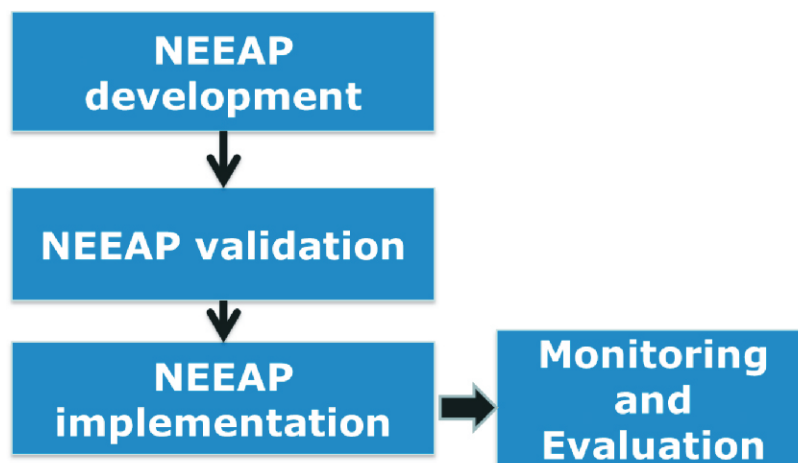 NEEAP
development
NEEAP validation
NEEAP
implementation
Monitoring
and
Evaluation